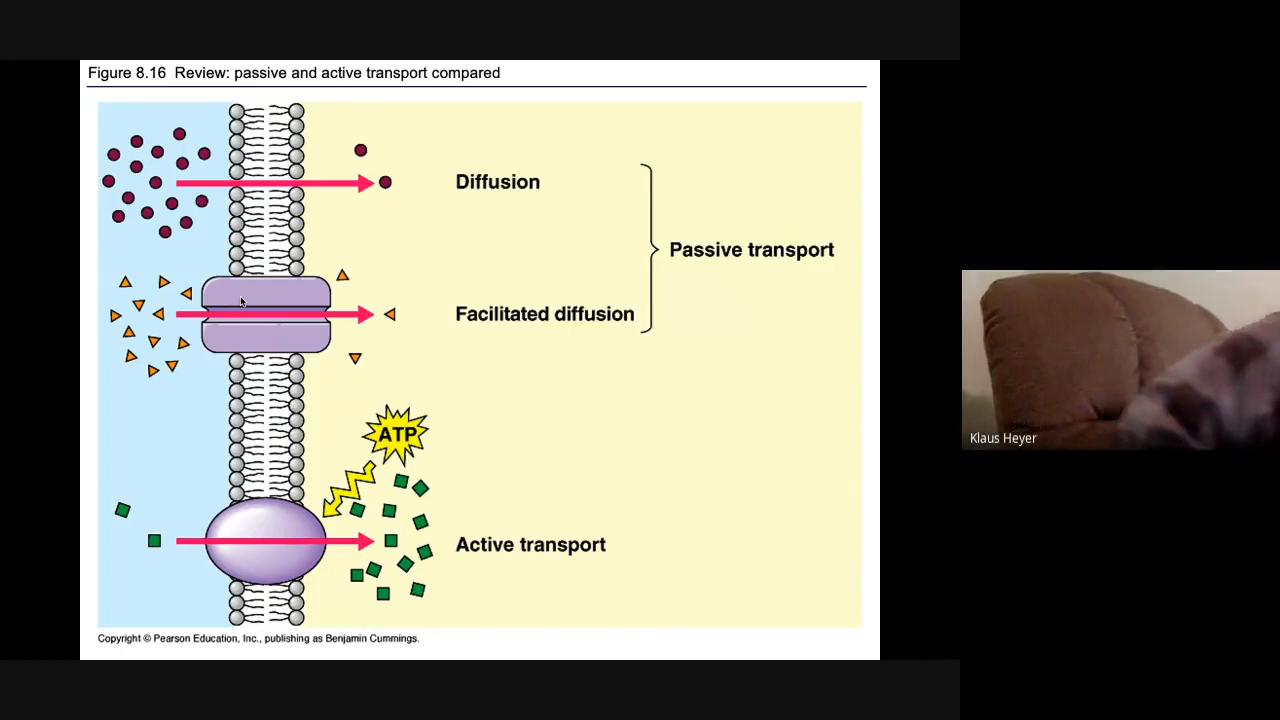 Figure 8.16 Review: passive and active transport compared
Diffusion
Passive transport
Facilitated diffusion
ATP
Active transport
Copyright © Pearson Education, Inc., publishing as Benjamin Cummings.
Klaus Heyer